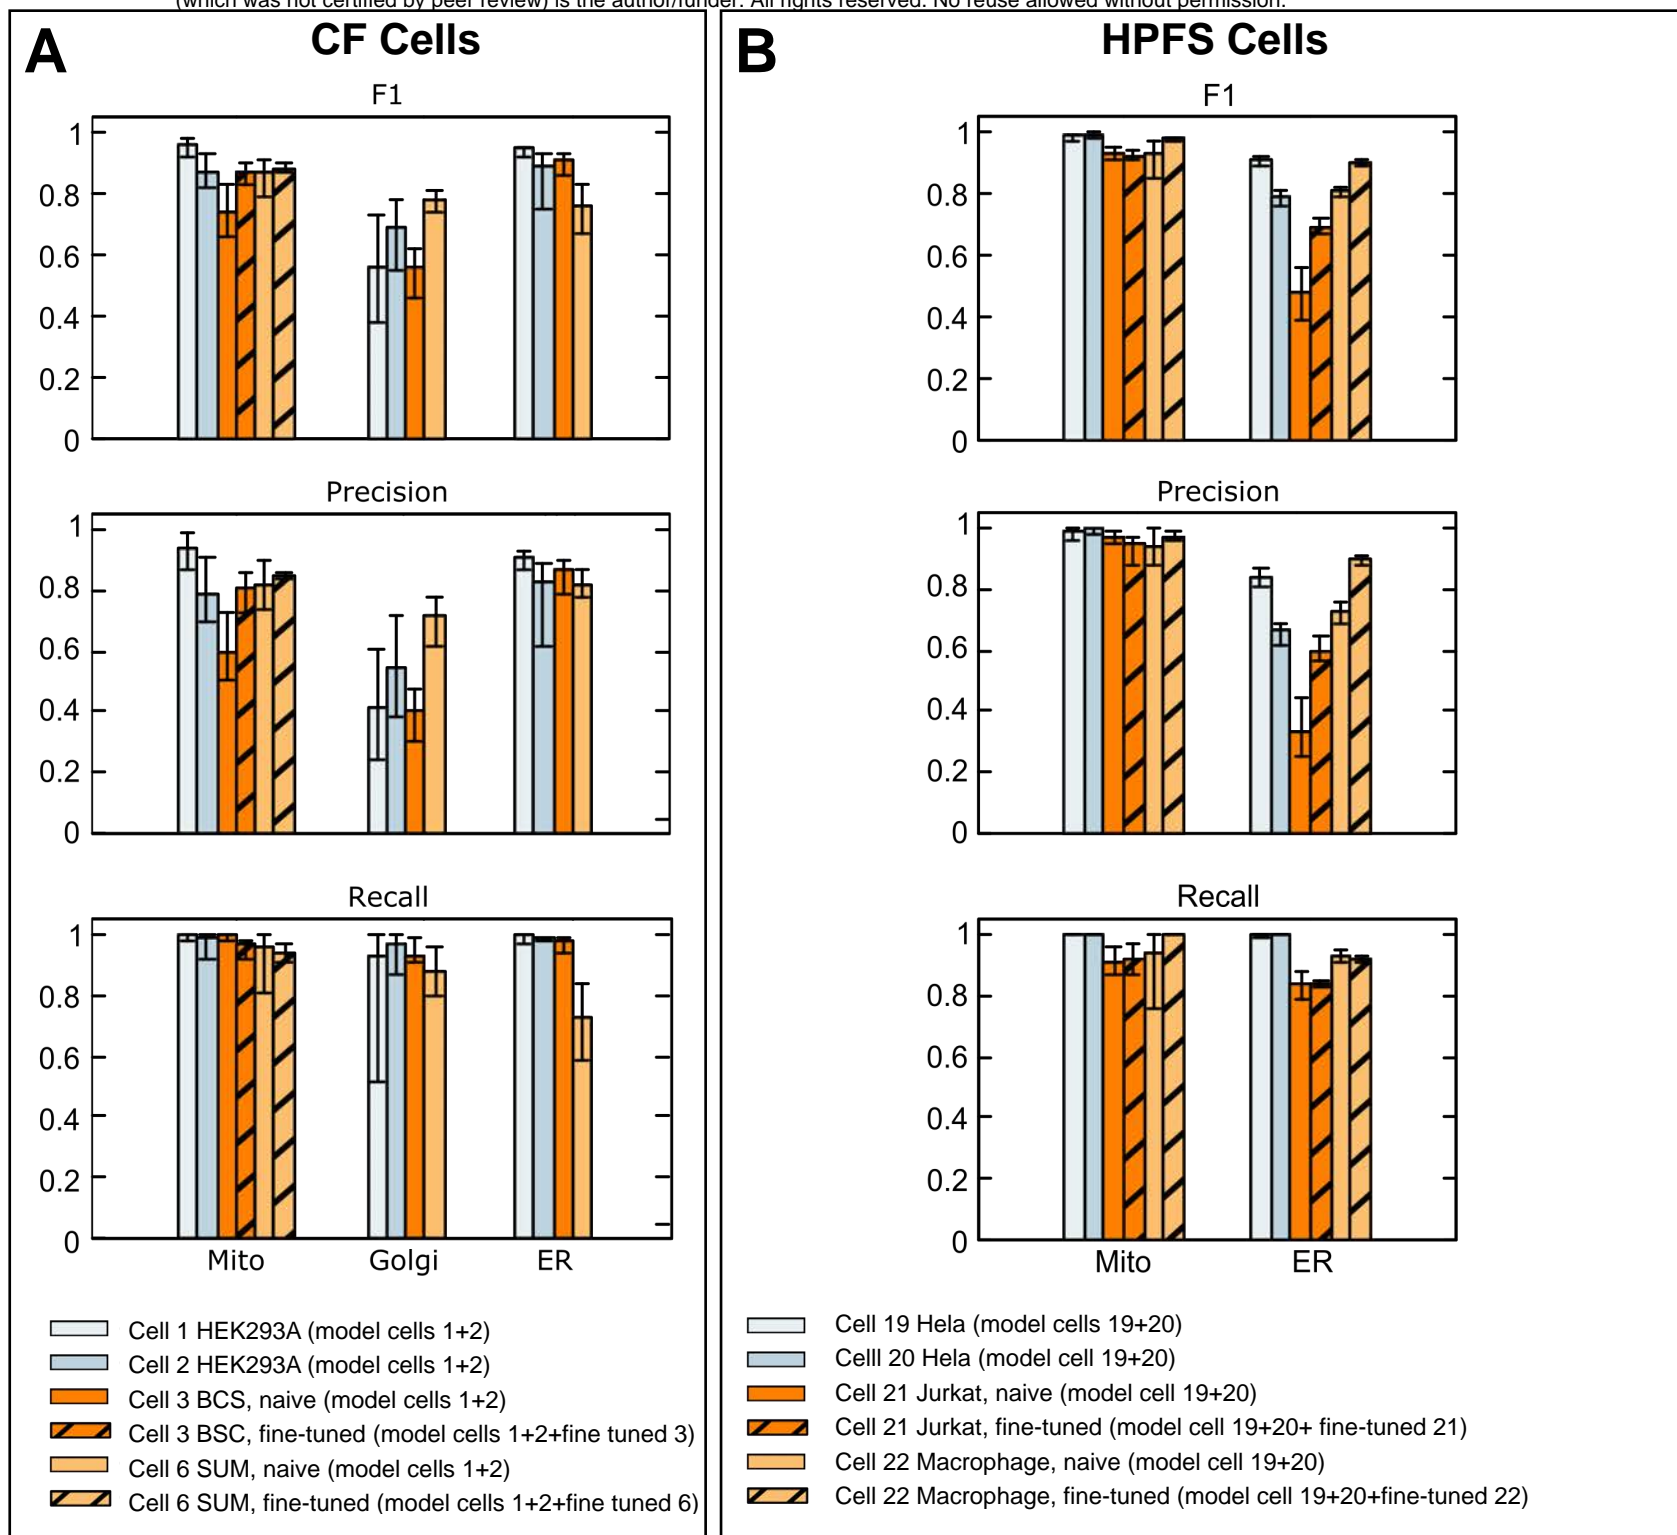 (which was not certified by peer review) is the author/funder. All rights reserved. No reuse allowed without permission.
A
CF Cells
F1
1
0.8
0.6
0.4
0.2
0
Precision
1
0.8
0.6
0.4
0.2
0
Recall
1
0.8
0.6
0.4
0.2
0
Mito Golgi ER
Cell 1 HEK293A (model cells 1+2)
Cell 2 HEK293A (model cells 1+2)
Cell 3 BCS, naive (model cells 1+2)
Cell 3 BSC, fine-tuned (model cells 1+2+fine tuned 3)
Cell 6 SUM, naive (model cells 1+2)
Cell 6 SUM, fine-tuned (model cells 1+2+fine tuned 6)
B
HPFS Cells
F1
1
0.8
0.6
0.4
0.2
0
Precision
1
0.8
0.6
0.4
0.2
0
Recall
1
0.8
0.6
0.4
0.2
0
Mito ER
Cell 19 Hela (model cells 19+20)
Celll 20 Hela (model cell 19+20)
Cell 21 Jurkat, naive (model cell 19+20)
Cell 21 Jurkat, fine-tuned (model cell 19+20+ fine-tuned 21)
Cell 22 Macrophage, naive (model cell 19+20)
Cell 22 Macrophage, fine-tuned (model cell 19+20+fine-tuned 22)